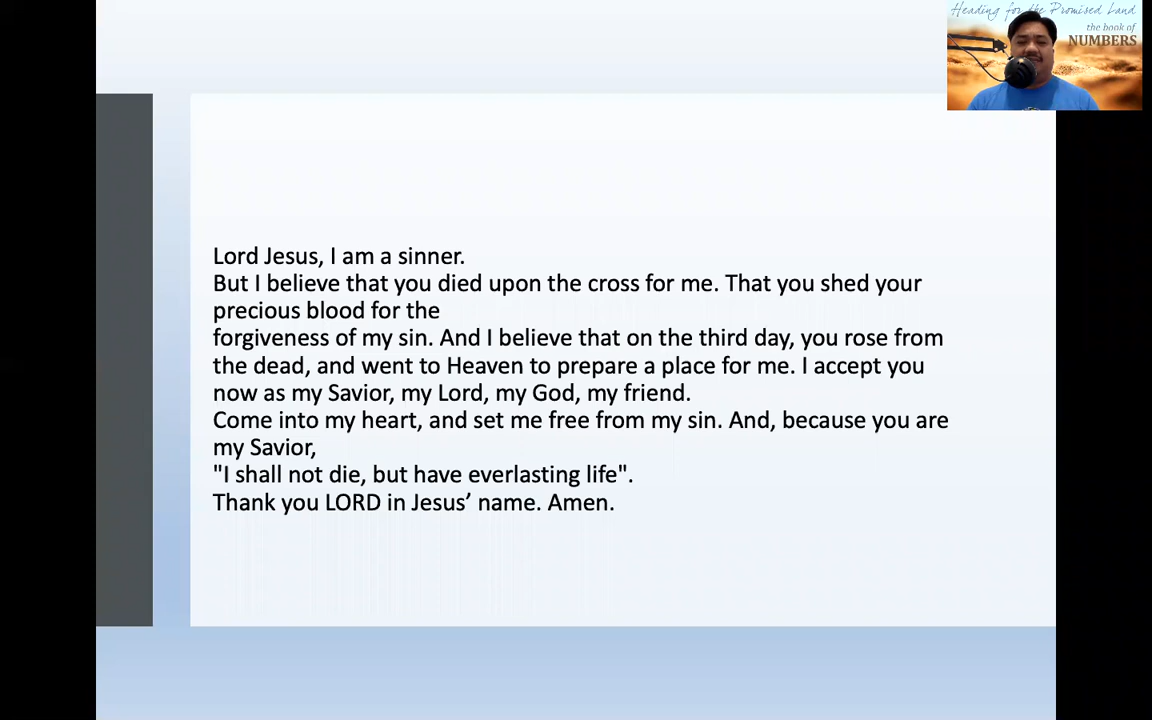 Heading for the Promised Land
the book of
NUMBERS
Lord Jesus, I am a sinner.
But I believe that you died upon the cross for me. That you shed your
precious blood for the
forgiveness of my sin. And I believe that on the third day, you rose from
the dead, and went to Heaven to prepare a place for me. I accept you
now as my Savior, my Lord, my God, my friend.
Come into my heart, and set me free from my sin. And, because you are
my Savior,
"I shall not die, but have everlasting life".
Thank you LORD in Jesus’ name. Amen.